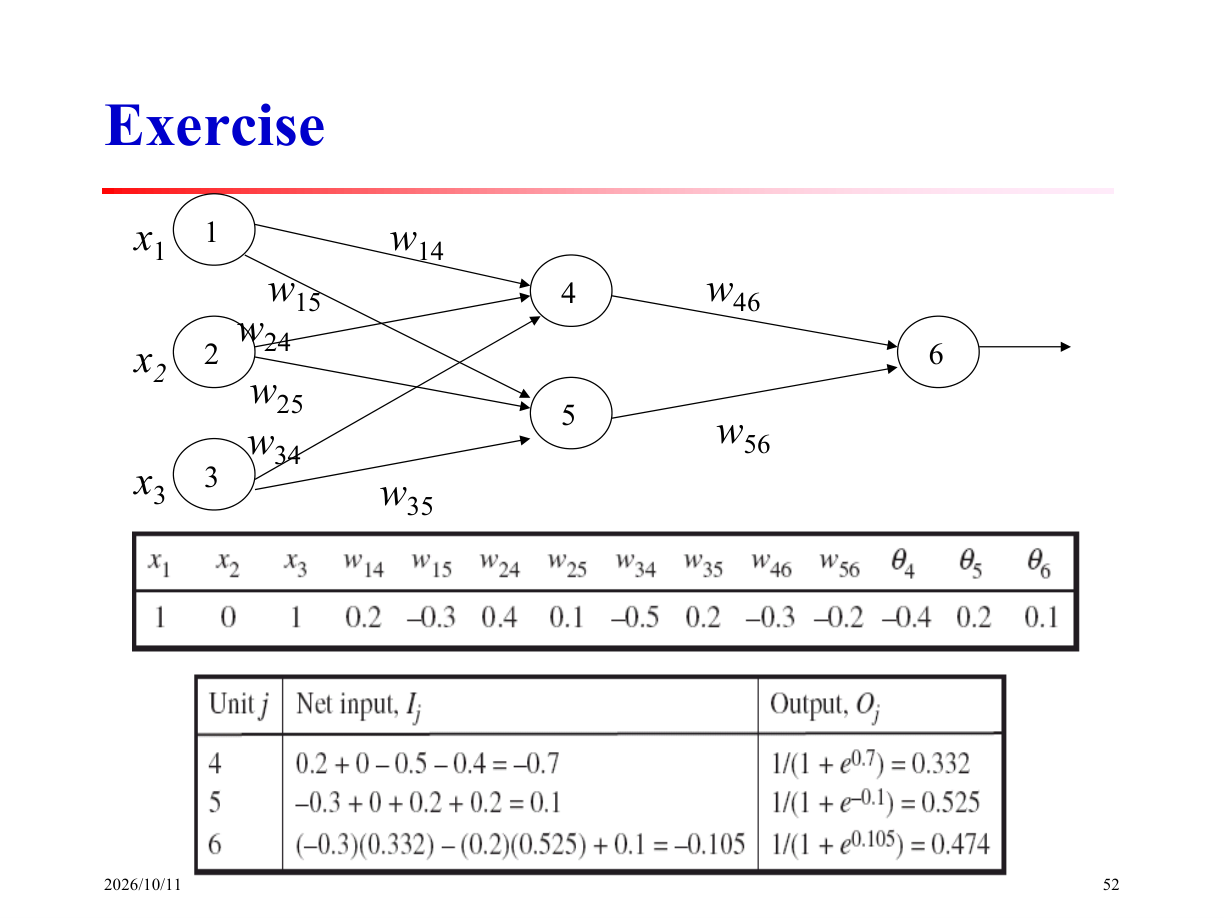 Exercise
x1 1 w14
w15 4 w46
w24
x2 2 6
w25 5
w34 w56
x3 3
w35
x1 x2 x3 w14 w15 w24 w25 w34 w35 w46 w56 θ4 θ5 θ6
1 0 1 0.2 –0.3 0.4 0.1 –0.5 0.2 –0.3 –0.2 –0.4 0.2 0.1
Unit j Net input, Ij Output, Oj
4 0.2 + 0 – 0.5 – 0.4 = –0.7 1/(1 + e0.7) = 0.332
5 –0.3 + 0 + 0.2 + 0.2 = 0.1 1/(1 + e–0.1) = 0.525
6 (–0.3)(0.332) – (0.2)(0.525) + 0.1 = –0.105 1/(1 + e0.105) = 0.474
2026/10/11 52